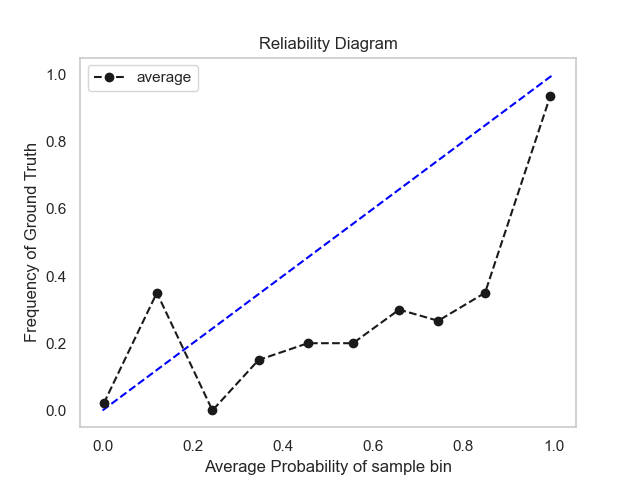 Reliability Diagram
average
Frequency of Ground Truth
1.0
0.8
0.6
0.4
0.2
0.0
0.0 0.2 0.4 0.6 0.8 1.0
Average Probability of sample bin